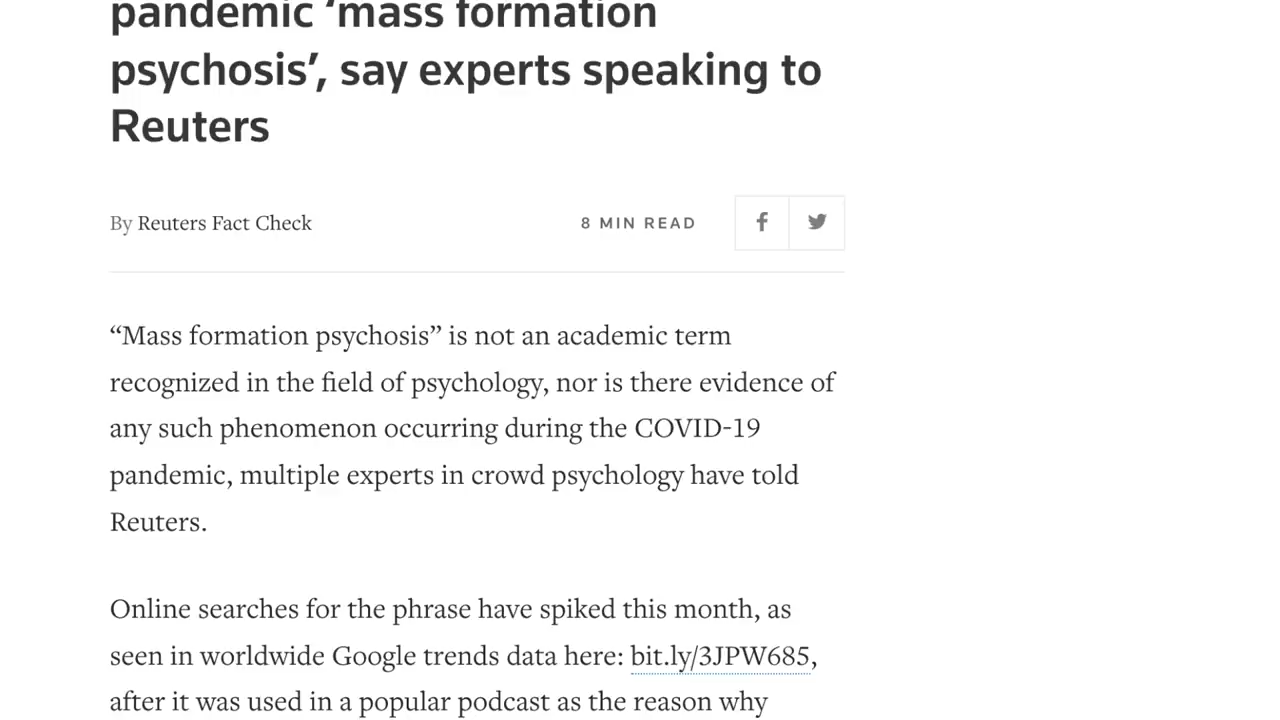 pandemic ‘mass formation
psychosis’, say experts speaking to
Reuters
By Reuters Fact Check
8 MIN READ
“Mass formation psychosis” is not an academic term
recognized in the field of psychology, nor is there evidence of
any such phenomenon occurring during the COVID-19
pandemic, multiple experts in crowd psychology have told
Reuters.
Online searches for the phrase have spiked this month, as
seen in worldwide Google trends data here: bit.ly/3JPW685,
after it was used in a popular podcast as the reason why